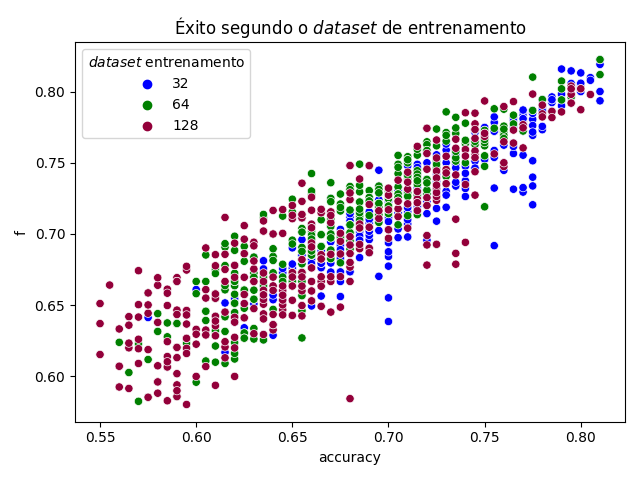 Éxito segundo o dataset de entrenamento
dataset entrenamento
32
64
128
f
0.80
0.75
0.70
0.65
0.60
0.55 0.60 0.65 0.70 0.75 0.80
accuracy